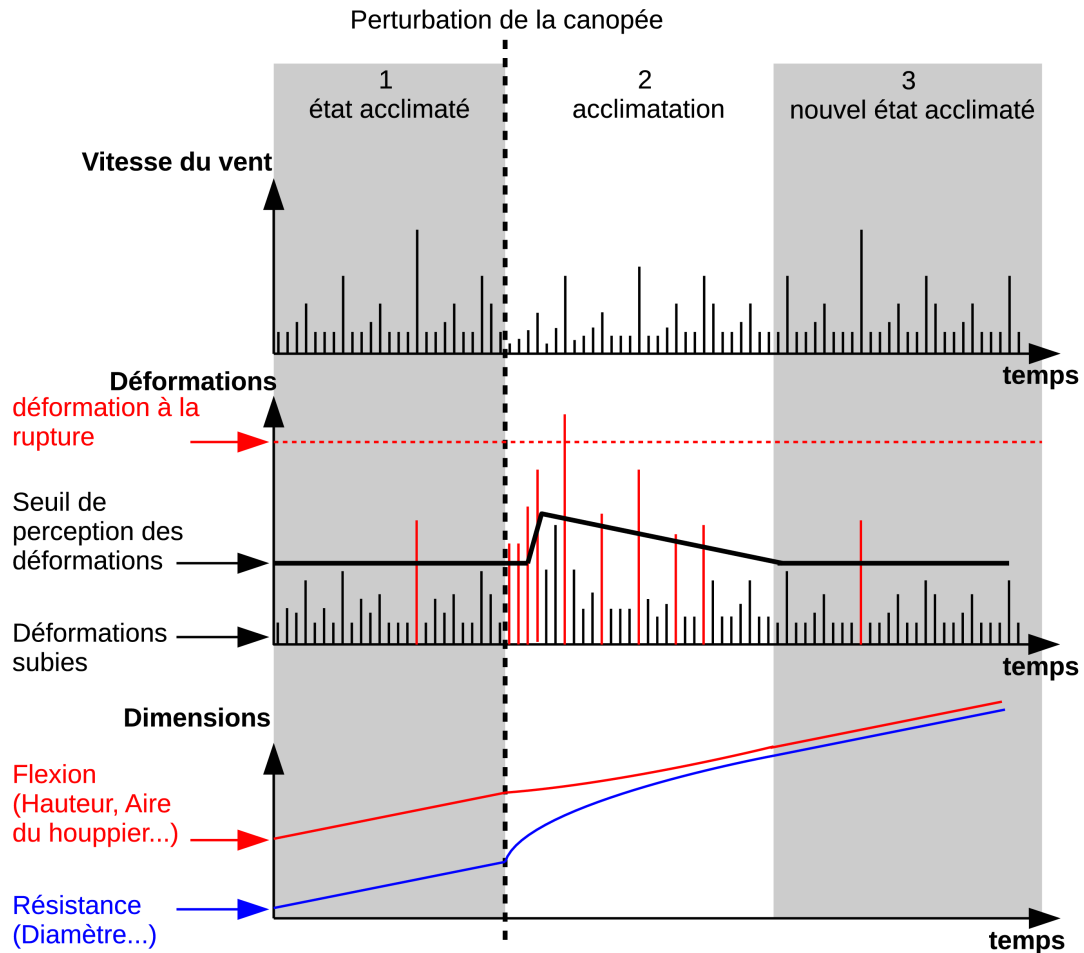 Perturbation de la canopée
1
état acclimaté
2
acclimatation
3
nouvel état acclimaté
Vitesse du vent
temps
Déformations
déformation à la
rupture
Seuil de
perception des
déformations
Déformations
subies
temps
Dimensions
Flexion
(Hauteur, Aire
du houppier...)
Résistance
(Diamètre...)
temps